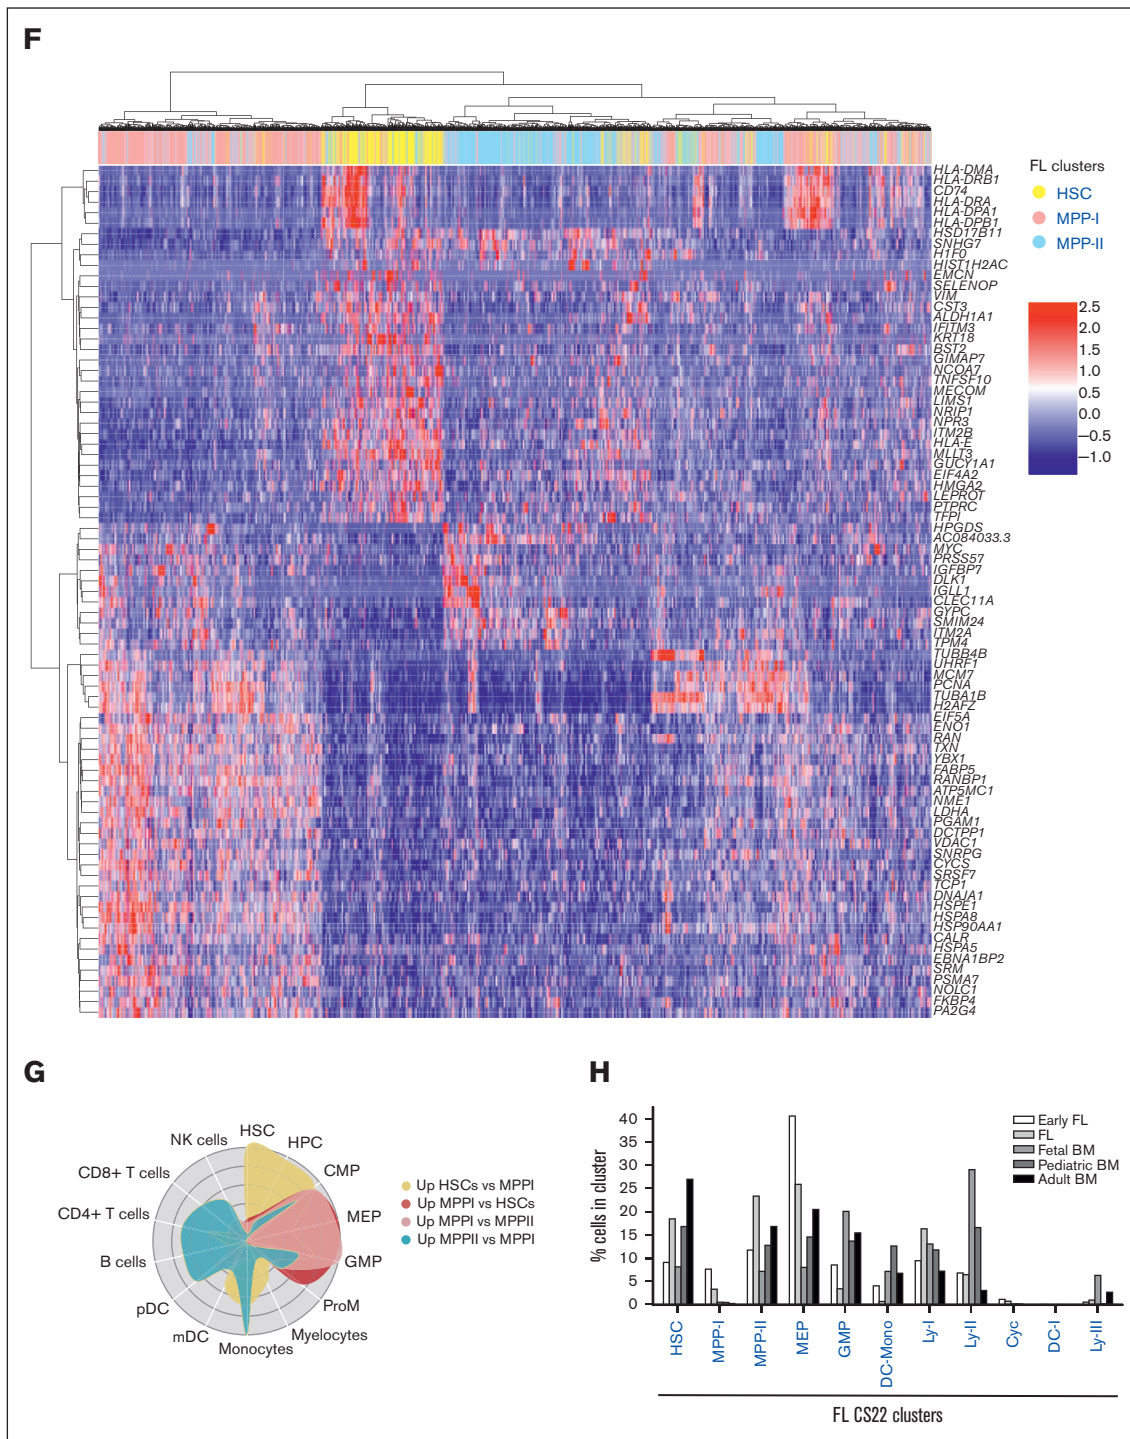 F
HLA-DMA
HLA-DRB1
CD74
HLA-DRA
HLA-DPA1
HLA-DPB1
HSD17B11
SNHG7
H1F0
HIST1H2AC
EMCN
SELENOP
VIM
CST3
ALDH1A1
IFITM3
KRT18
BST2
GIMAP7
NCOA7
TNFSF10
MECOM
LIMS1
NRIP1
NPR3
ITM2B
HLA-E
MLLT3
GUCY1A1
EIF4A2
HMGA2
LEPROT
PTPRC
TFPI
HPGDS
AC084033.3
MYC
PRSS57
IGFBP7
DLK1
IGLL1
CLEC11A
GYPC
SMIM24
ITM2A
TPM4
TUBB4B
UHRF1
MCM7
PCNA
TUBA1B
H2AFZ
EIF5A
ENO1
RAN
TXN
YBX1
FABP5
RANBP1
ATP5MC1
NME1
LDHA
PGAM1
DCTPP1
VDAC1
SNRPG
CYCS
SRSF7
TCP1
DNAJA1
HSPE1
HSPA8
HSP90AA1
CALR
HSPA5
EBNA1BP2
SRM
PSMA7
NOLC1
FKBP4
PA2G4
FL clusters
HSC
MPP-I
MPP-II
2.5
2.0
1.5
1.0
0.5
0.0
–0.5
–1.0
G
HSC
HPC
CMP
MEP
GMP
ProM
Myelocytes
Monocytes
mDC
pDC
B cells
CD4+ T cells
CD8+ T cells
NK cells
Up HSCs vs MPPI
Up MPPI vs HSCs
Up MPPI vs MPPII
Up MPPII vs MPPI
H
% cells in cluster
40
35
30
25
20
15
10
5
0
Early FL
FL
Fetal BM
Pediatric BM
Adult BM
HSC
MPP-I
MPP-II
MEP
GMP
DC-Mono
Ly-I
Ly-II
Cyc
DC-I
Ly-III
FL CS22 clusters